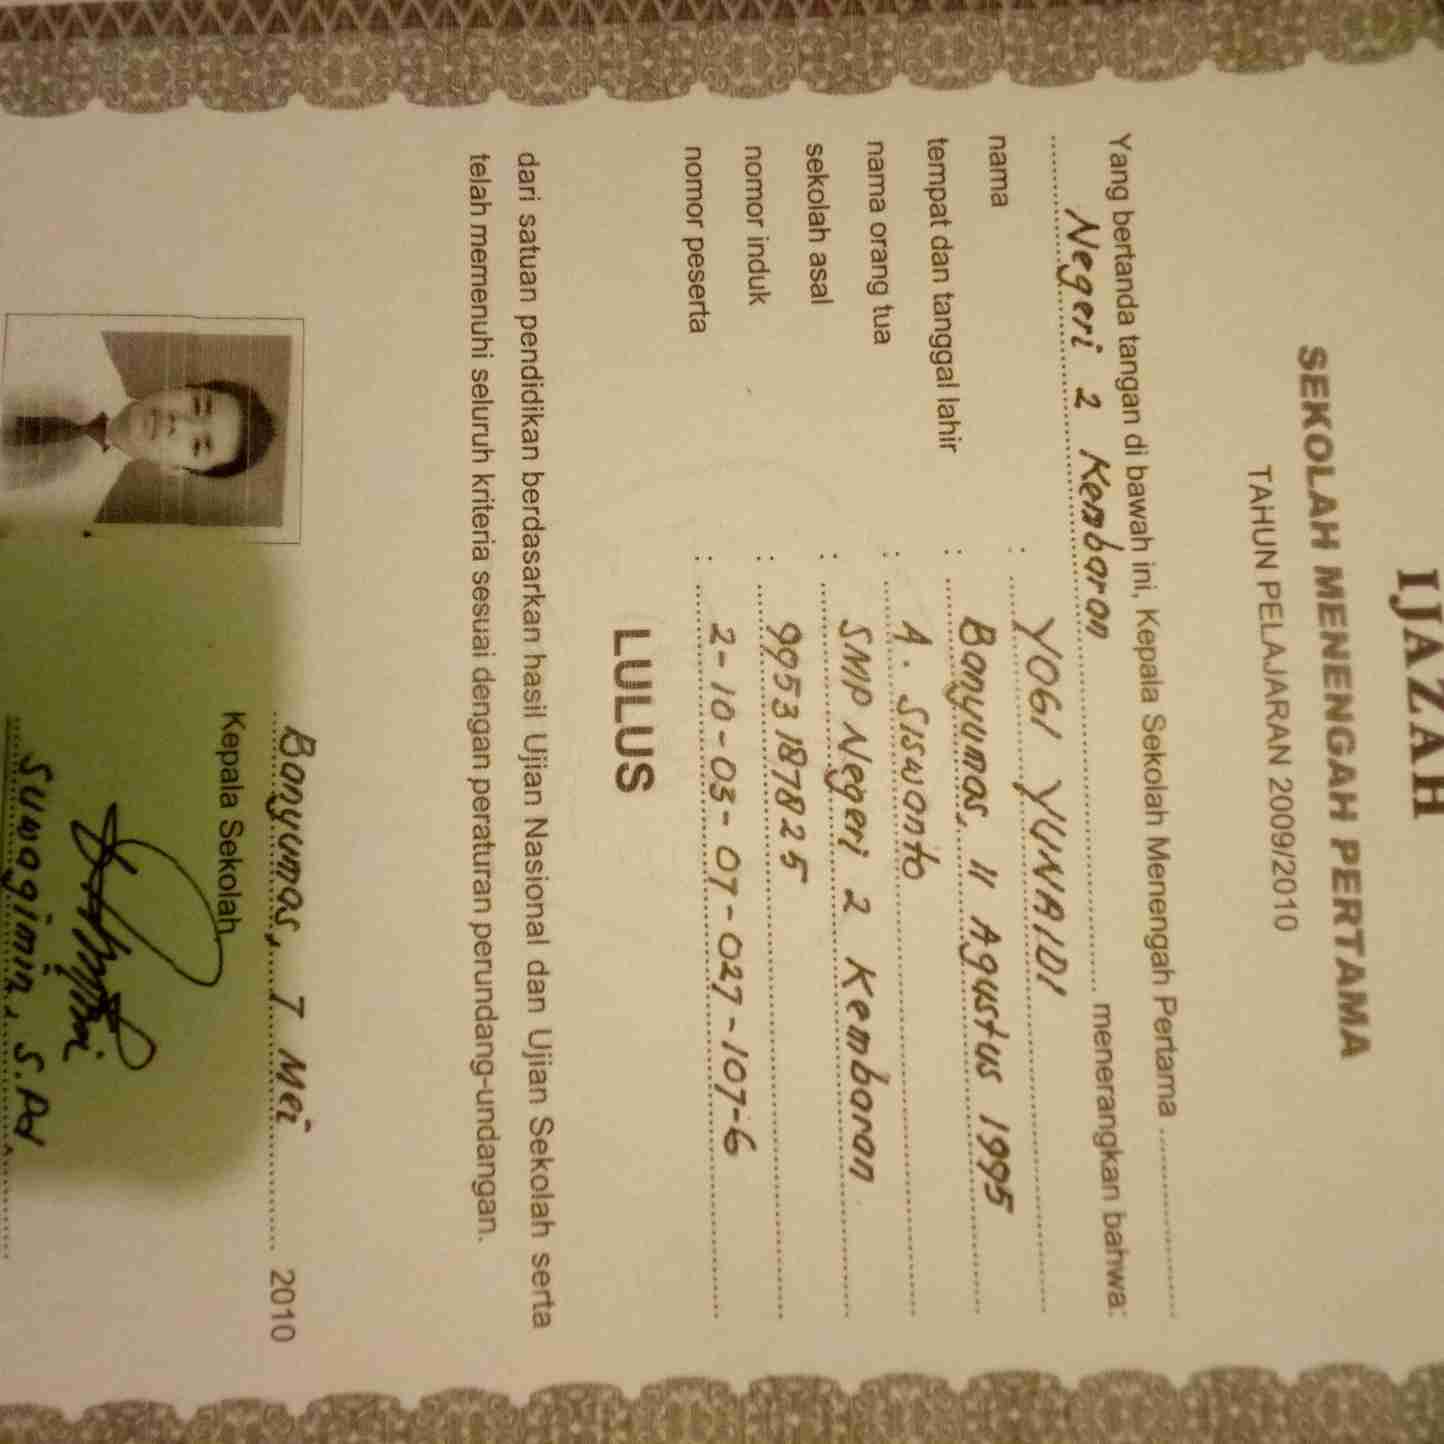 IJAZAH
SEKOLAH MENENGAH PERTAMA
TAHUN PELAJARAN 2009/2010
Yang bertanda tangan di bawah ini, Kepala Sekolah Menengah Pertama ..........
Negeri 2 Kembaran .......... menerangkan bahwa:
nama : YOGI YUNAIDI
tempat dan tanggal lahir : Banyumas, 11 Agustus 1995
nama orang tua : A. Siswanto
sekolah asal : SMP Negeri 2 Kembaran
nomor induk : 9953187825
nomor peserta : 2-10-03-07-027-107-6
LULUS
dari satuan pendidikan berdasarkan hasil Ujian Nasional dan Ujian Sekolah serta
telah memenuhi seluruh kriteria sesuai dengan peraturan perundang-undangan.
Banyumas, 7 Mei 2010
Kepala Sekolah
Suwagimin, S.Pd